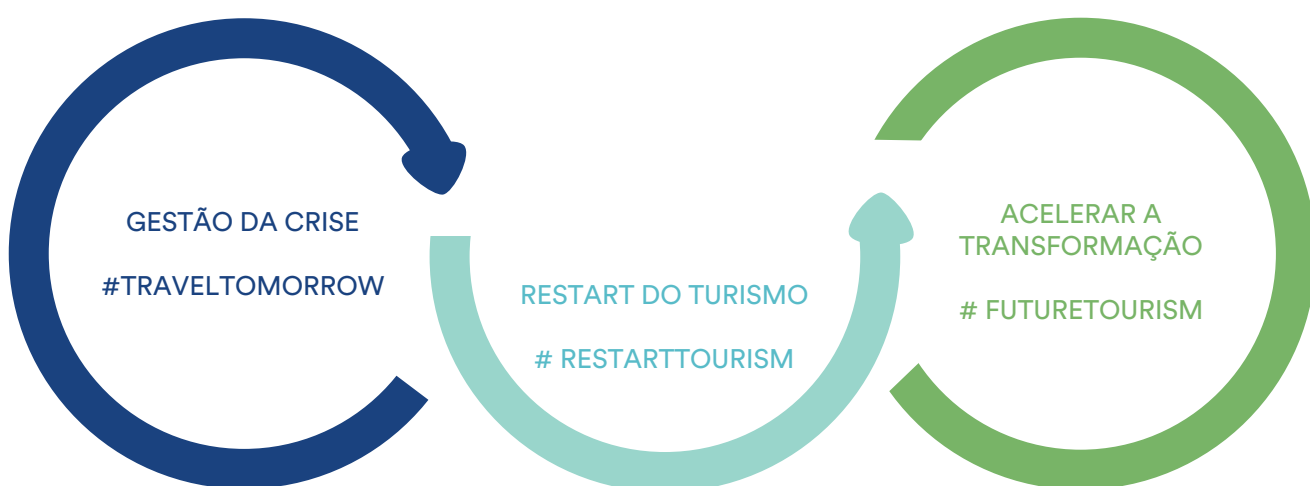 GESTÃO DA CRISE
#TRAVELTOMORROW
RESTART DO TURISMO
# RESTARTTOURISM
ACELERAR A
TRANSFORMAÇÃO
# FUTURETOURISM